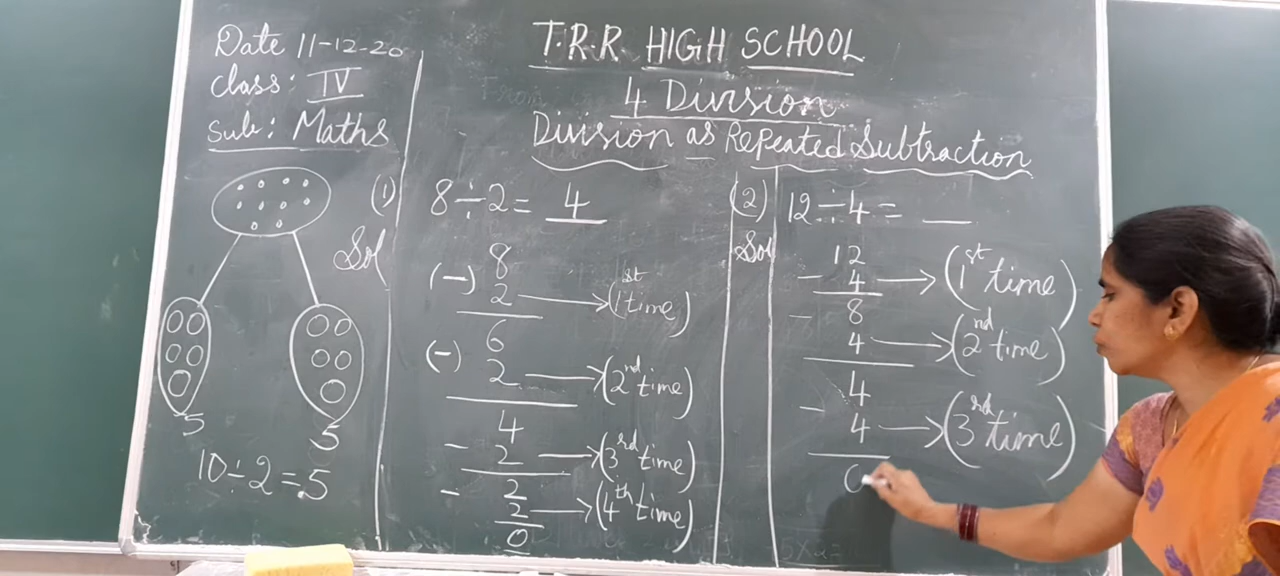 Date 11-12-20
Class: IV
Sub: Maths
5
5
10÷2=5
T.R.R HIGH SCHOOL
4 Division
Division as Repeated Subtraction
(1) 8÷2= 4
Sol
8
(-) 2 →(1st time)
6
(-) 2 →(2nd time)
4
- 2 →(3rd time)
2
- 2 →(4th time)
0
(2) 12÷4= __
Sol
12
- 4 →(1st time)
8
- 4 →(2nd time)
4
- 4 →(3rd time)
0